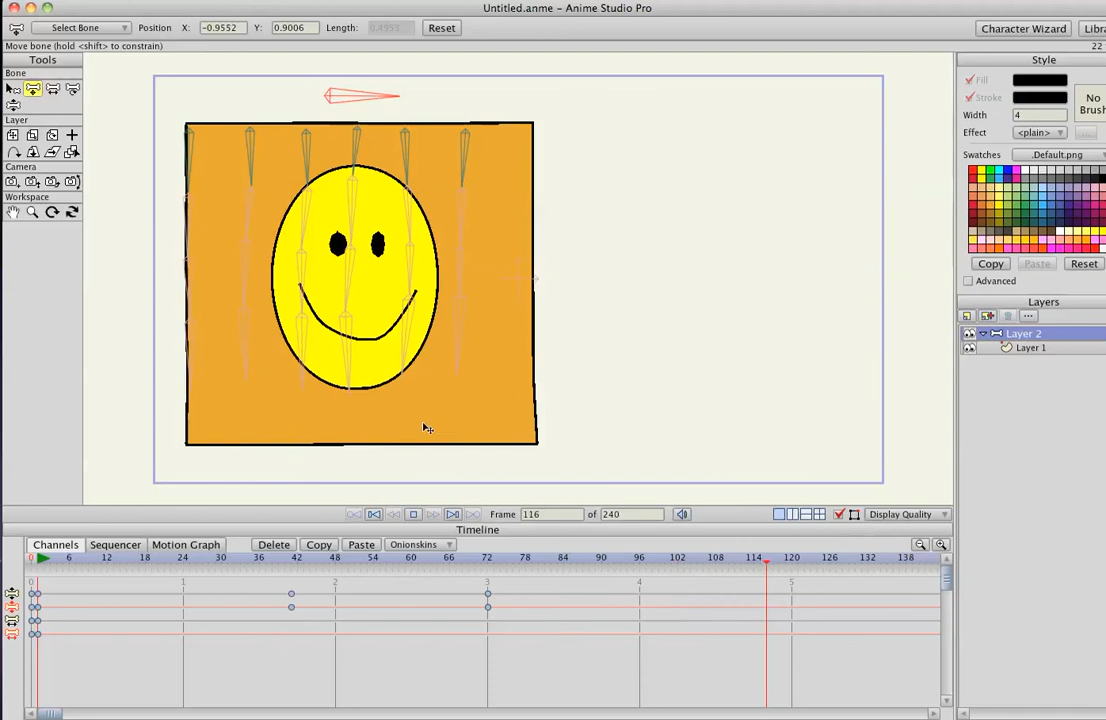 Untitled.anme – Anime Studio Pro
Select Bone Position X: -0.9552 Y: 0.9006 Length: 0.4953 Reset Character Wizard
Move bone (hold <shift> to constrain) 22
Tools
Bone
Layer
Camera
Workspace
Style
Fill
Stroke
No Brush
Width 4
Effect <plain>
Swatches .Default.png
Copy Paste Reset
Advanced
Layers
Layer 2
Layer 1
Frame 116 of 240 Display Quality
Timeline
Channels Sequencer Motion Graph Delete Copy Paste Onionskins
0 6 12 18 24 30 36 42 48 54 60 66 72 78 84 90 96 102 108 114 120 126 132 138
0 1 2 3 4 5